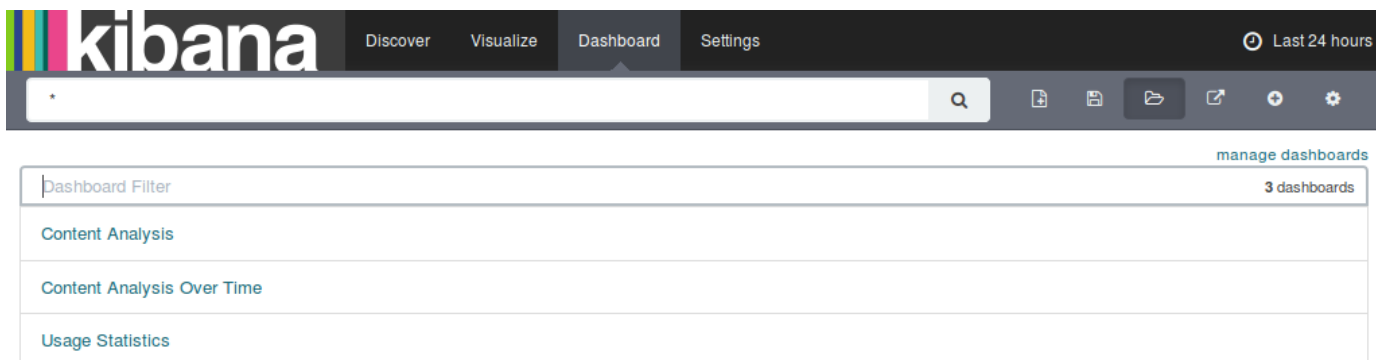 kibana Discover Visualize Dashboard Settings Last 24 hours
*
manage dashboards
Dashboard Filter 3 dashboards
Content Analysis
Content Analysis Over Time
Usage Statistics